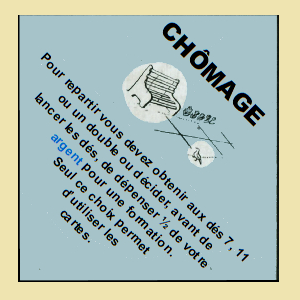 CHÔMAGE
Pour repartir vous devez obtenir aux dés 7, 11
ou un double ou décider, avant de
lancer les dés, de dépenser ½ de votre
argent pour une formation.
Seul ce choix permet
d'utiliser les
cartes.